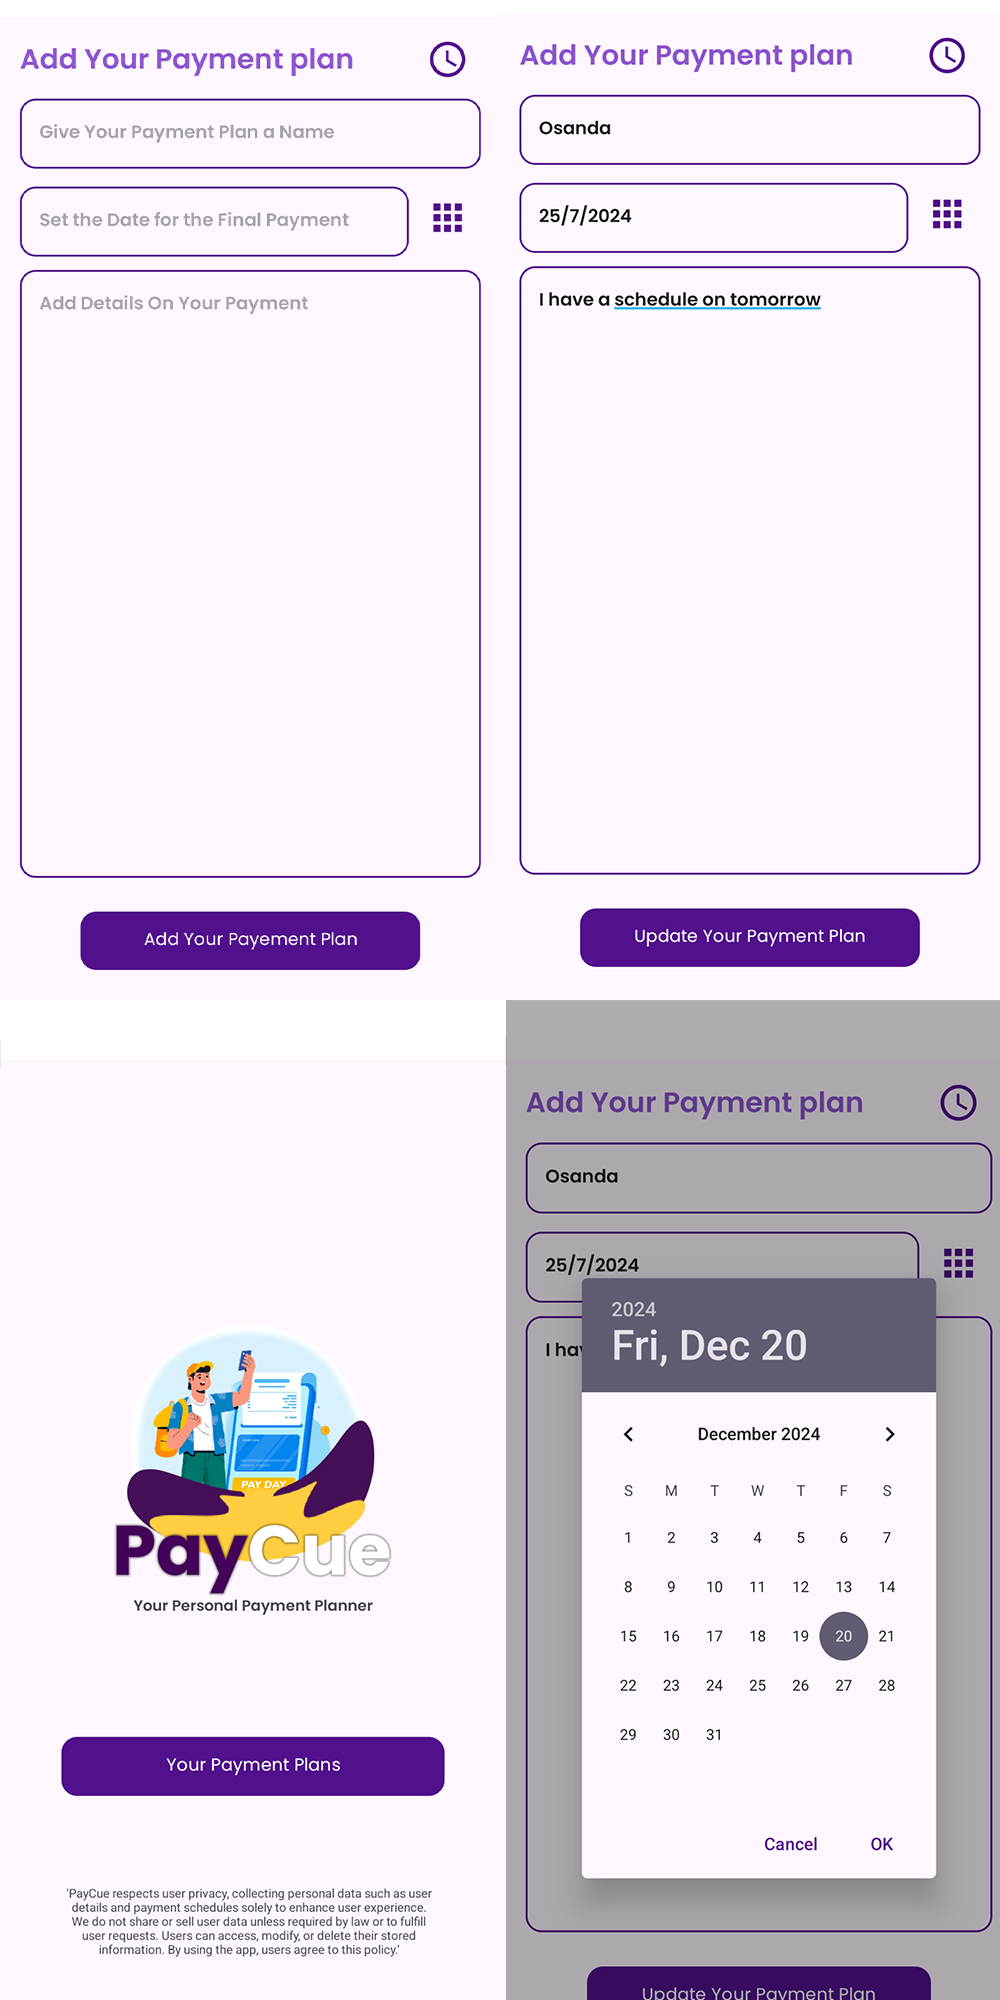 Add Your Payment plan
Give Your Payment Plan a Name
Set the Date for the Final Payment
Add Details On Your Payment
Add Your Payement Plan
Add Your Payment plan
Osanda
25/7/2024
I have a schedule on tomorrow
Update Your Payment Plan
PAY DAY
PayCue
Your Personal Payment Planner
Your Payment Plans
'PayCue respects user privacy, collecting personal data such as user
details and payment schedules solely to enhance user experience.
We do not share or sell user data unless required by law or to fulfill
user requests. Users can access, modify, or delete their stored
information. By using the app, users agree to this policy.'
Add Your Payment plan
Osanda
25/7/2024
I hav
2024
Fri, Dec 20
December 2024
S M T W T F S
1 2 3 4 5 6 7
8 9 10 11 12 13 14
15 16 17 18 19 20 21
22 23 24 25 26 27 28
29 30 31
Cancel OK
Update Your Payment Plan